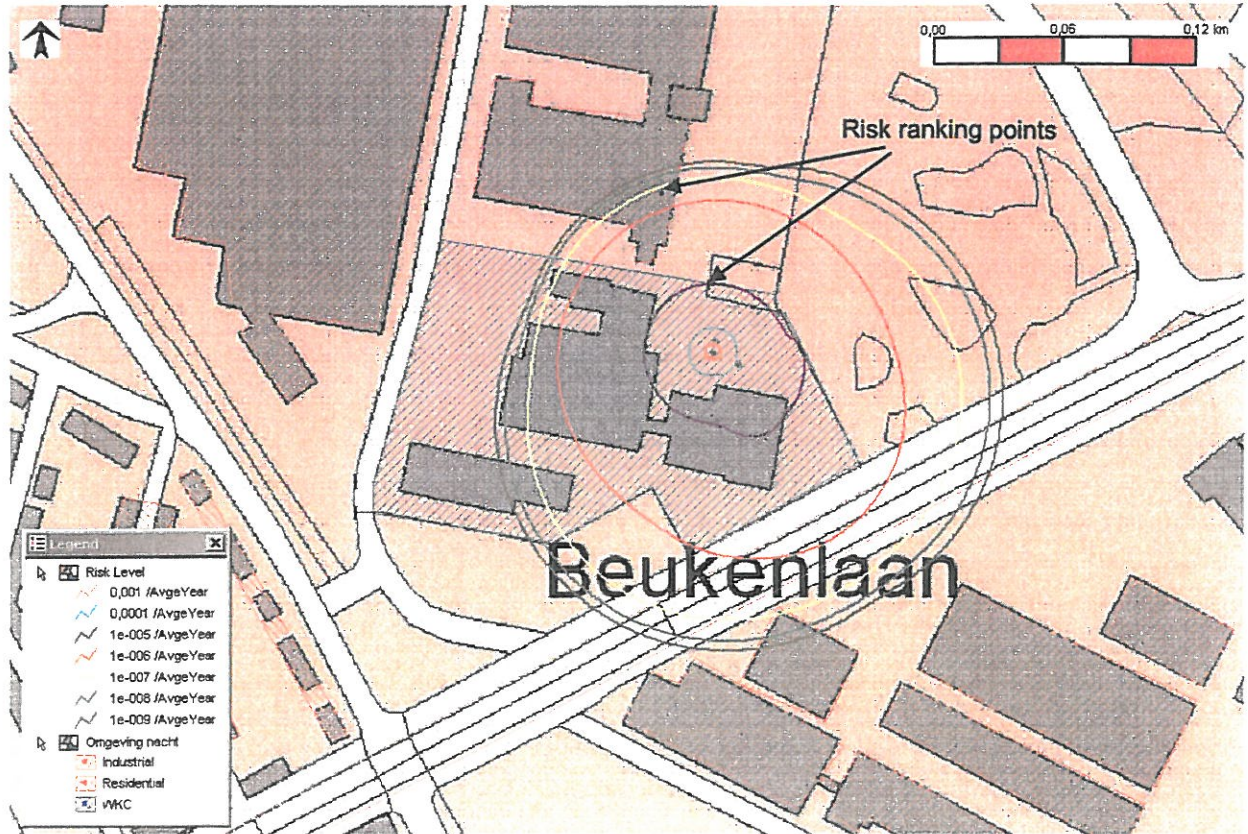 0,00 0,06 0,12 km
Risk ranking points
Beukenlaan
Legend
Risk Level
0,001 /AvgeYear
0,0001 /AvgeYear
1e-005 /AvgeYear
1e-006 /AvgeYear
1e-007 /AvgeYear
1e-008 /AvgeYear
1e-009 /AvgeYear
Omgeving nacht
Industrial
Residential
WKC